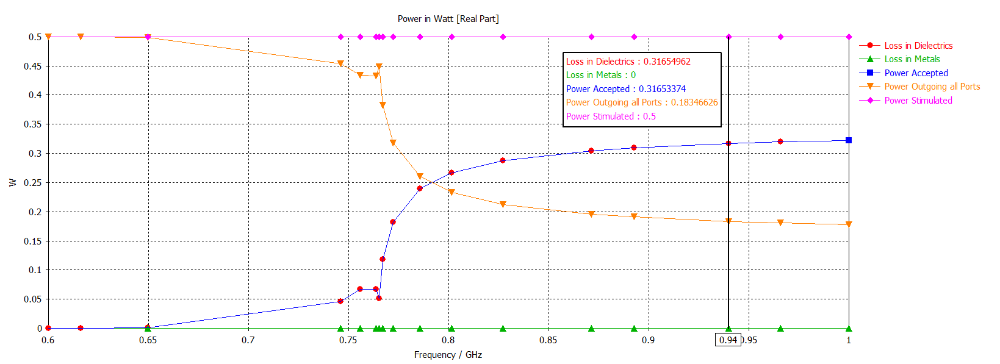 Power in Watt [Real Part]
0.5
0.45
0.4
0.35
0.3
0.25
0.2
0.15
0.1
0.05
0
W
Loss in Dielectrics : 0.31654962
Loss in Metals : 0
Power Accepted : 0.31653374
Power Outgoing all Ports : 0.18346626
Power Stimulated : 0.5
Loss in Dielectrics
Loss in Metals
Power Accepted
Power Outgoing all Ports
Power Stimulated
0.6 0.65 0.7 0.75 0.8 0.85 0.9 0.94 0.95 1
Frequency / GHz